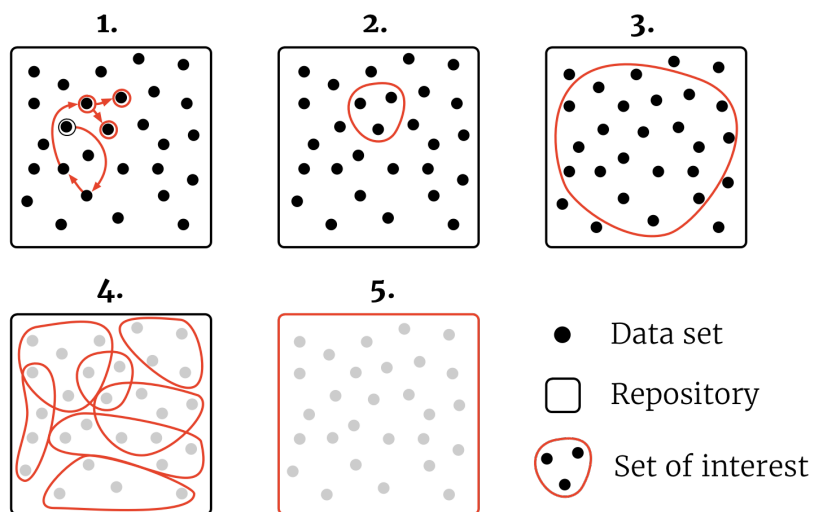 1.
2.
3.
4.
5.
Data set
Repository
Set of interest